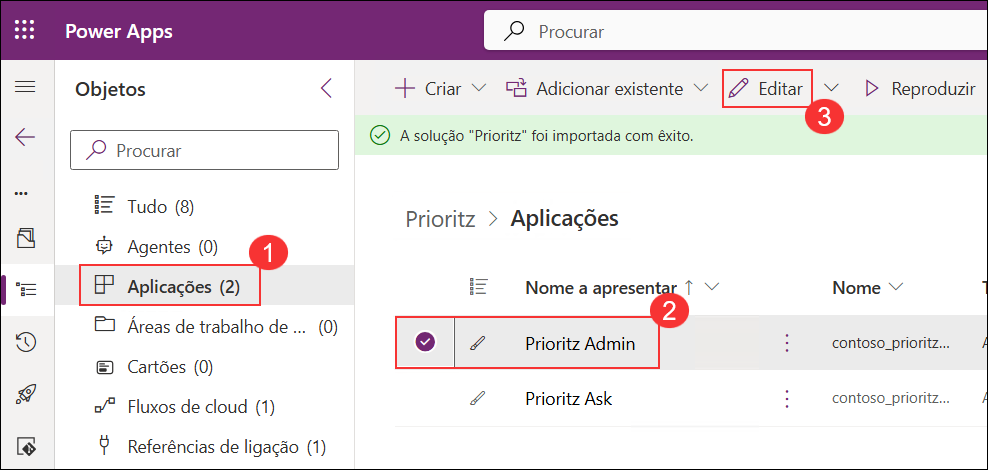 Power Apps
Procurar
Objetos
Criar
Adicionar existente
Editar
3
Reproduzir
A solução "Prioritz" foi importada com êxito.
Procurar
Tudo (8)
Agentes (0)
1
Aplicações (2)
Áreas de trabalho de ... (0)
Cartões (0)
Fluxos de cloud (1)
Referências de ligação (1)
Prioritz > Aplicações
Nome a apresentar ↑
Nome
2
Prioritz Admin
contoso_prioritz...
Prioritz Ask
contoso_prioritz...